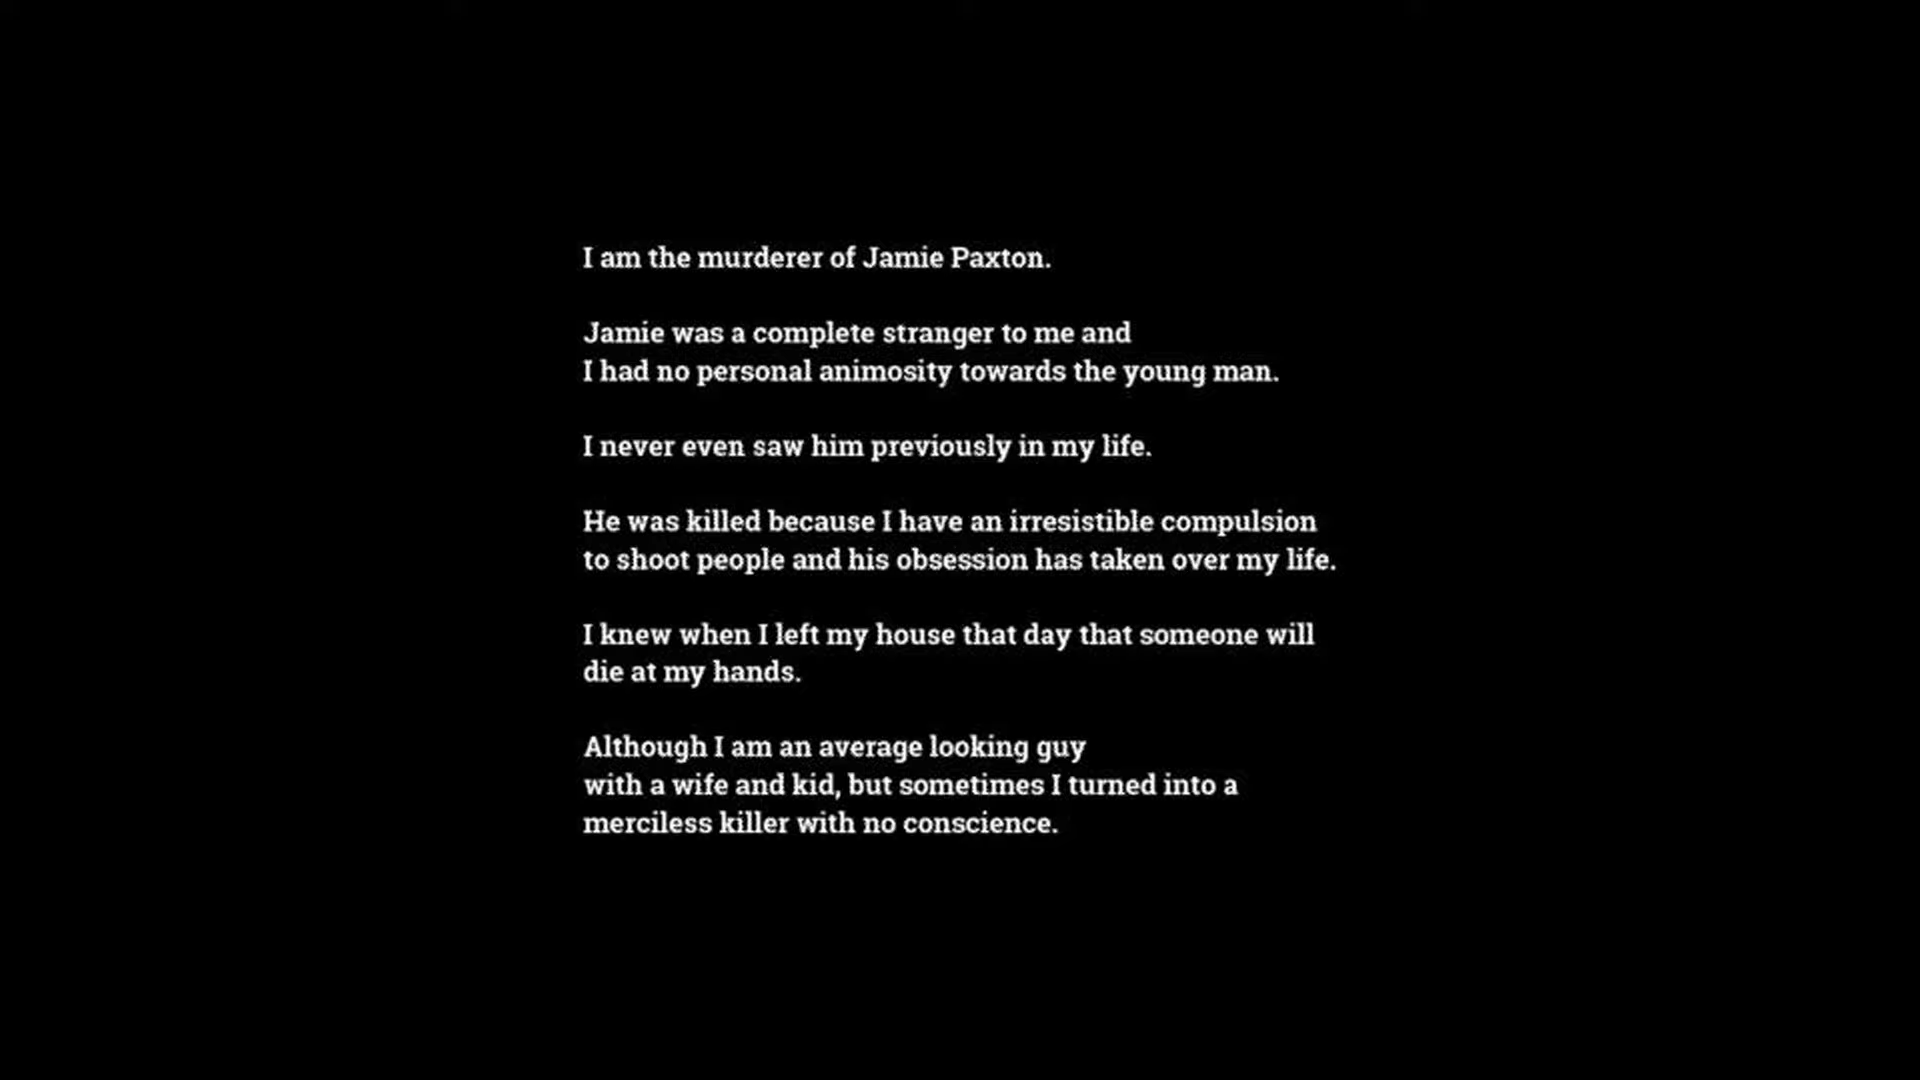 I am the murderer of Jamie Paxton.
Jamie was a complete stranger to me and
I had no personal animosity towards the young man.
I never even saw him previously in my life.
He was killed because I have an irresistible compulsion
to shoot people and his obsession has taken over my life.
I knew when I left my house that day that someone will
die at my hands.
Although I am an average looking guy
with a wife and kid, but sometimes I turned into a
merciless killer with no conscience.